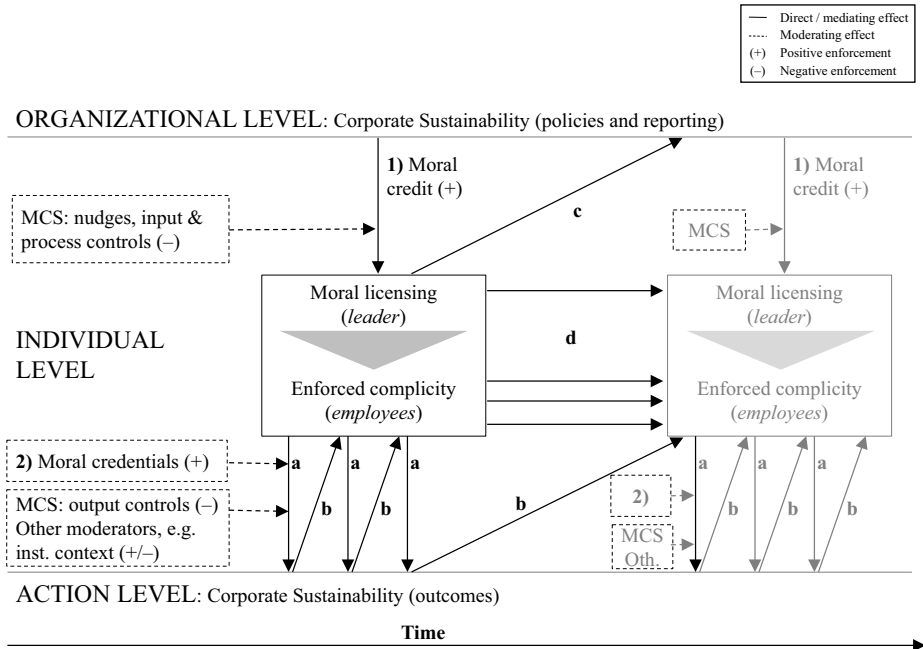 Direct / mediating effect
Moderating effect
(+) Positive enforcement
(–) Negative enforcement
ORGANIZATIONAL LEVEL: Corporate Sustainability (policies and reporting)
1) Moral
credit (+)
1) Moral
credit (+)
MCS: nudges, input &
process controls (–)
c
MCS
Moral licensing
(leader)
Moral licensing
(leader)
INDIVIDUAL
LEVEL
d
Enforced complicity
(employees)
Enforced complicity
(employees)
2) Moral credentials (+)
a
a
a
a
a
a
MCS: output controls (–)
Other moderators, e.g.
inst. context (+/–)
b
b
b
2)
b
b
b
MCS
Oth.
ACTION LEVEL: Corporate Sustainability (outcomes)
Time